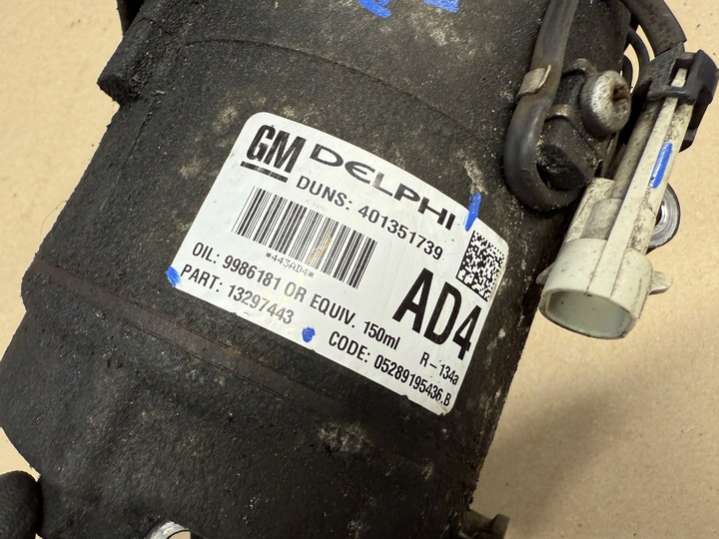 GM DELPHI
DUNS: 401351739
*443AD4*
AD4
OIL: 9986181 OR EQUIV. 150ml
R-134a
PART: 13297443
CODE: 05289195436.B